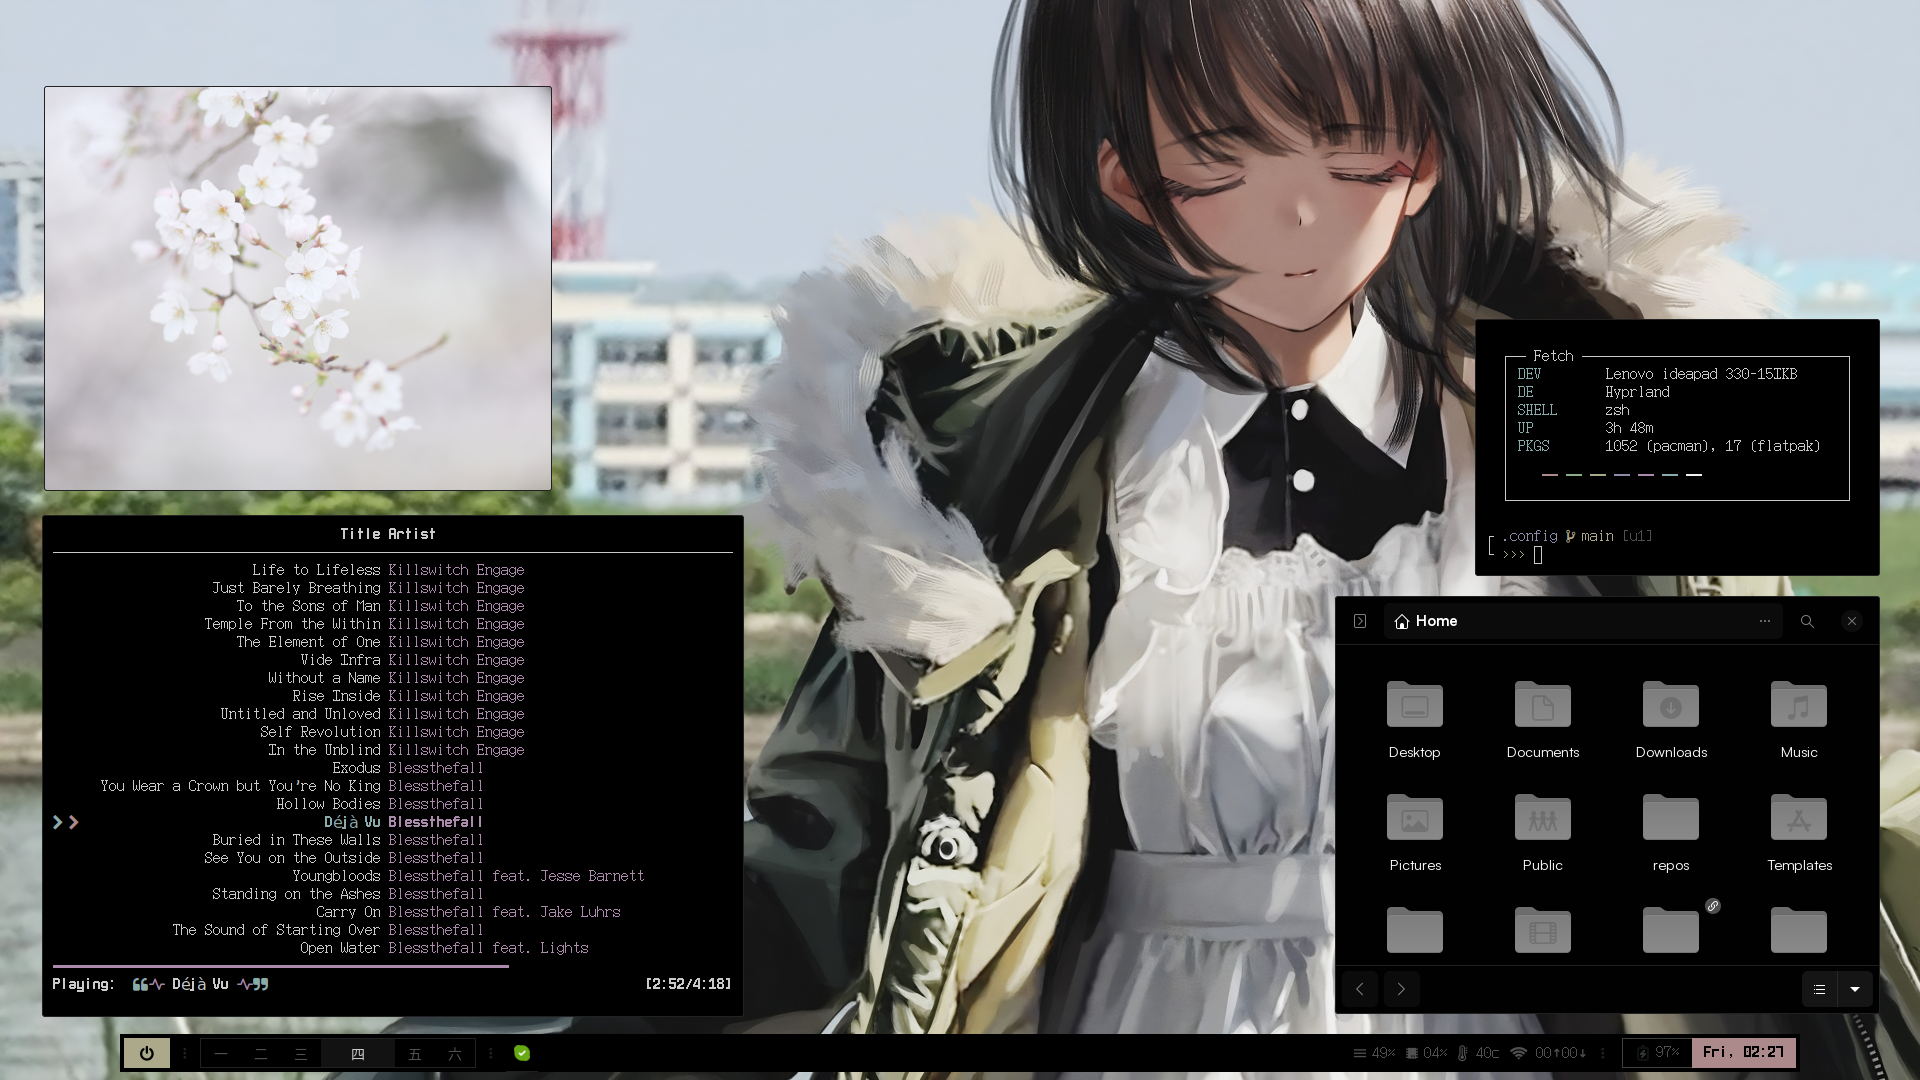 Title Artist
Life to Lifeless Killswitch Engage
Just Barely Breathing Killswitch Engage
To the Sons of Man Killswitch Engage
Temple From the Within Killswitch Engage
The Element of One Killswitch Engage
Vide Infra Killswitch Engage
Without a Name Killswitch Engage
Rise Inside Killswitch Engage
Untitled and Unloved Killswitch Engage
Self Revolution Killswitch Engage
In the Unblind Killswitch Engage
Exodus Blessthefall
You Wear a Crown but You're No King Blessthefall
Hollow Bodies Blessthefall
Déjà Vu Blessthefall
Buried in These Walls Blessthefall
See You on the Outside Blessthefall
Youngbloods Blessthefall feat. Jesse Barnett
Standing on the Ashes Blessthefall
Carry On Blessthefall feat. Jake Luhrs
The Sound of Starting Over Blessthefall
Open Water Blessthefall feat. Lights
Playing: Déjà Vu [2:52/4:18]
Fetch
DEV Lenovo ideapad 330-15IKB
DE Hyprland
SHELL zsh
UP 3h 48m
PKGS 1052 (pacman), 17 (flatpak)
.config main [u1]
>>>
Home
Desktop Documents Downloads Music
Pictures Public repos Templates
一 二 三 四 五 六
49% 04% 40c 00↑00↓ 97% Fri, 02:27